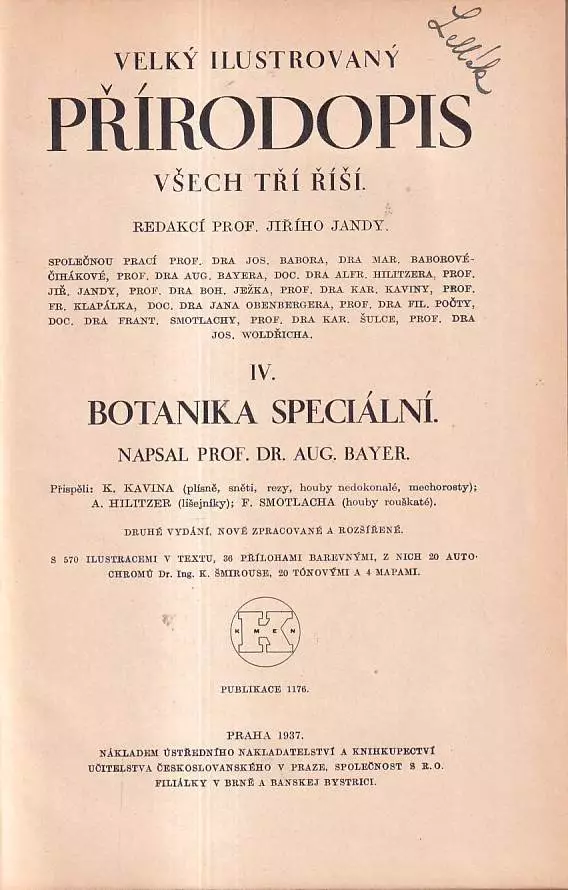 VELKÝ ILUSTROVANÝ
PŘÍRODOPIS
VŠECH TŘÍ ŘÍŠÍ.
REDAKCÍ PROF. JIŘÍHO JANDY.
SPOLEČNOU PRACÍ PROF. DRA JOS. BABORA, DRA MAR. BABOROVÉ-
ČIHÁKOVÉ, PROF. DRA AUG. BAYERA, DOC. DRA ALFR. HILITZERA, PROF.
JIŘ. JANDY, PROF. DRA BOH. JEŽKA, PROF. DRA KAR. KAVINY, PROF.
FR. KLAPÁLKA, DOC. DRA JANA OBENBERGERA, PROF. DRA FIL. POČTY,
DOC. DRA FRANT. SMOTLACHY, PROF. DRA KAR. ŠULCE, PROF. DRA
JOS. WOLDŘICHA.
IV.
BOTANIKA SPECIÁLNÍ.
NAPSAL PROF. DR. AUG. BAYER.
Přispěli: K. KAVINA (plísně, sněti, rezy, houby nedokonalé, mechorosty);
A. HILITZER (lišejníky); F. SMOTLACHA (houby rouškaté).
DRUHÉ VYDÁNÍ, NOVĚ ZPRACOVANÉ A ROZŠÍŘENÉ.
S 570 ILUSTRACEMI V TEXTU, 36 PŘÍLOHAMI BAREVNÝMI, Z NICH 20 AUTO-
CHROMŮ Dr. Ing. K. ŠMIROUSE, 20 TÓNOVÝMI A 4 MAPAMI.
K
KMEN
PUBLIKACE 1176.
PRAHA 1937.
NÁKLADEM ÚSTŘEDNÍHO NAKLADATELSTVÍ A KNIHKUPECTVÍ
UČITELSTVA ČESKOSLOVANSKÉHO V PRAZE, SPOLEČNOST S R. O.
FILIÁLKY V BRNĚ A BANSKEJ BYSTRICI.